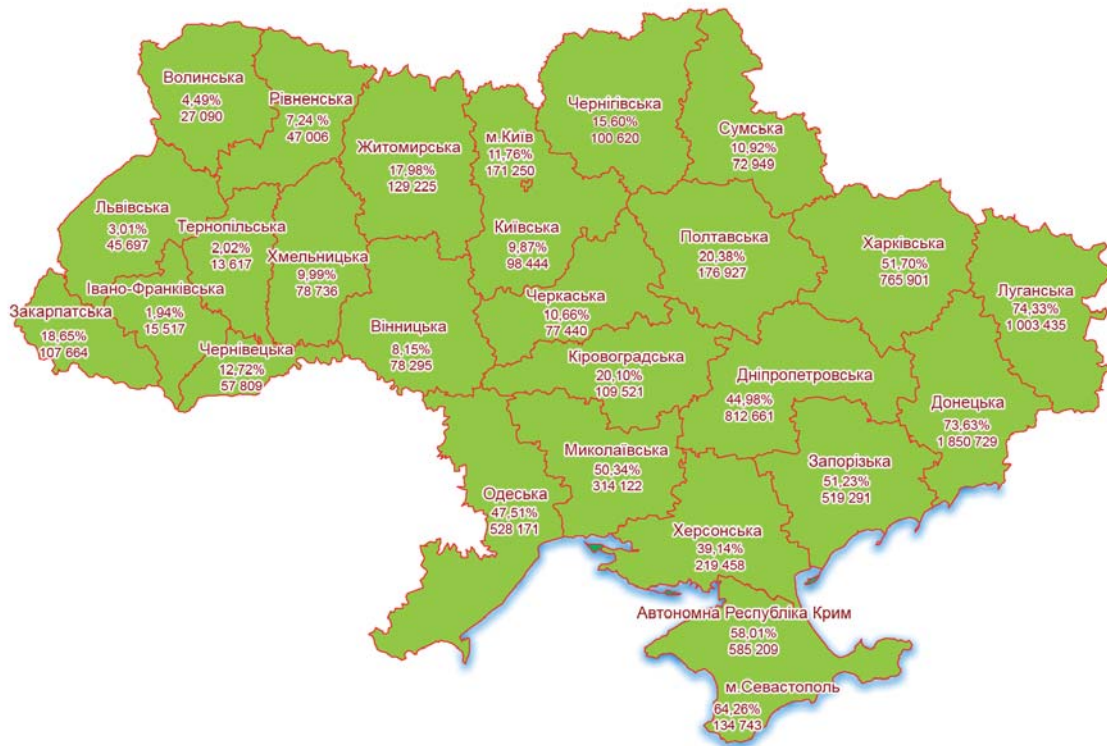 Волинська
4,49%
27 090
Рівненська
7,24 %
47 006
Житомирська
17,98%
129 225
м.Київ
11,76%
171 250
Чернігівська
15,60%
100 620
Сумська
10,92%
72 949
Львівська
3,01%
45 697
Тернопільська
2,02%
13 617
Хмельницька
9,99%
78 736
Київська
9,87%
98 444
Полтавська
20,38%
176 927
Харківська
51,70%
765 901
Луганська
74,33%
1 003 435
Закарпатська
18,65%
107 664
Івано-Франківська
1,94%
15 517
Чернівецька
12,72%
57 809
Вінницька
8,15%
78 295
Черкаська
10,66%
77 440
Кіровоградська
20,10%
109 521
Дніпропетровська
44,98%
812 661
Донецька
73,63%
1 850 729
Одеська
47,51%
528 171
Миколаївська
50,34%
314 122
Запорізька
51,23%
519 291
Херсонська
39,14%
219 458
Автономна Республіка Крим
58,01%
585 209
м.Севастополь
64,26%
134 743